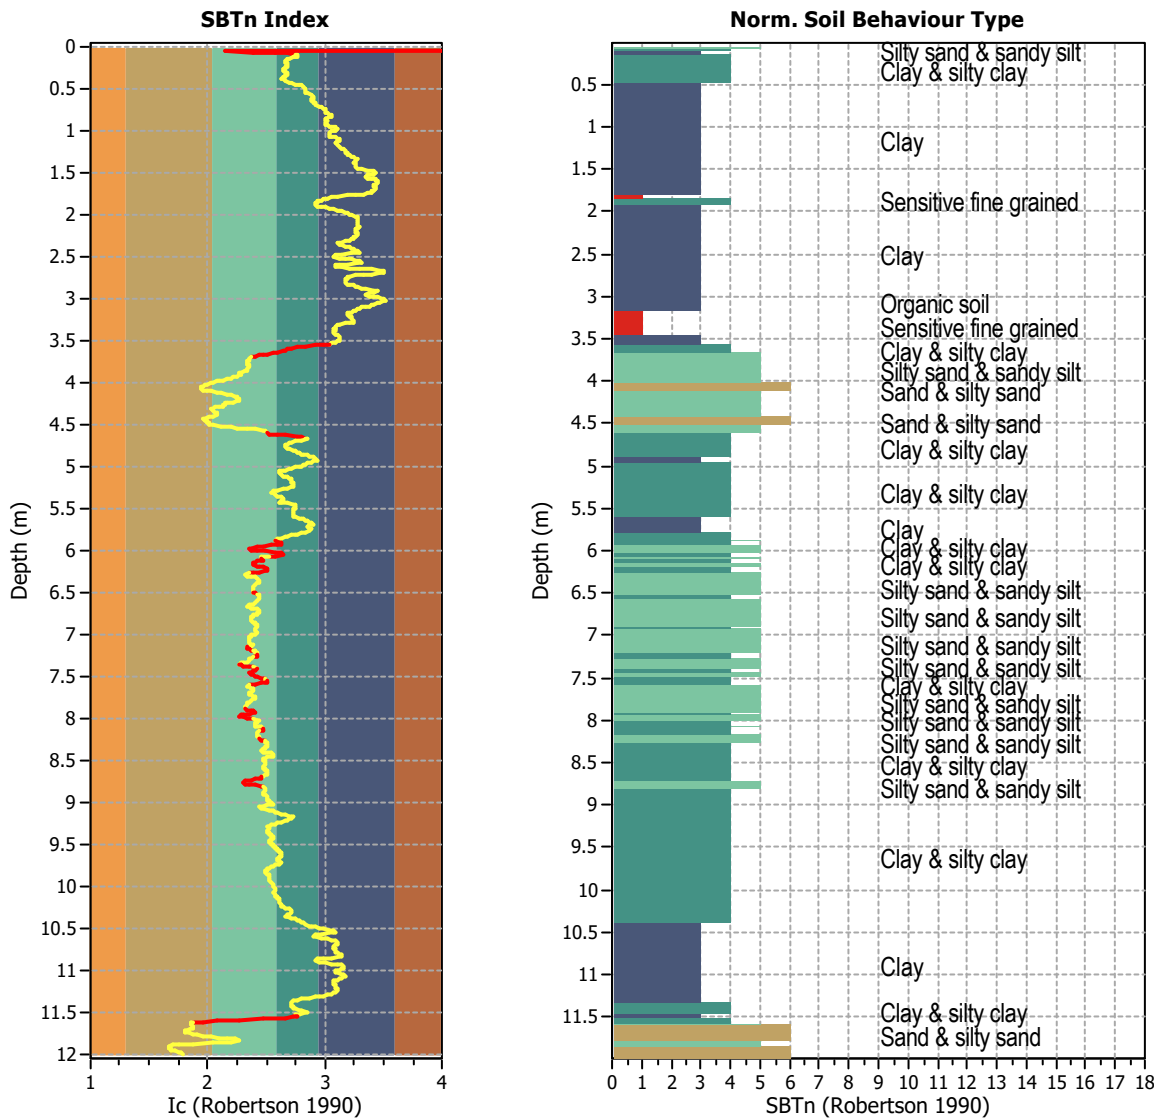 SBTn Index
0
0.5
1
1.5
2
2.5
3
3.5
4
4.5
5
5.5
6
6.5
7
7.5
8
8.5
9
9.5
10
10.5
11
11.5
12
Depth (m)
1 2 3 4
Ic (Robertson 1990)
Norm. Soil Behaviour Type
0.5
1
1.5
2
2.5
3
3.5
4
4.5
5
5.5
6
6.5
7
7.5
8
8.5
9
9.5
10
10.5
11
11.5
Depth (m)
Silty sand & sandy silt
Clay & silty clay
Clay
Sensitive fine grained
Clay
Organic soil
Sensitive fine grained
Clay & silty clay
Silty sand & sandy silt
Sand & silty sand
Sand & silty sand
Clay & silty clay
Clay & silty clay
Clay
Clay & silty clay
Clay & silty clay
Silty sand & sandy silt
Silty sand & sandy silt
Silty sand & sandy silt
Silty sand & sandy silt
Clay & silty clay
Silty sand & sandy silt
Silty sand & sandy silt
Silty sand & sandy silt
Clay & silty clay
Silty sand & sandy silt
Clay & silty clay
Clay
Clay & silty clay
Sand & silty sand
0 1 2 3 4 5 6 7 8 9 10 11 12 13 14 15 16 17 18
SBTn (Robertson 1990)